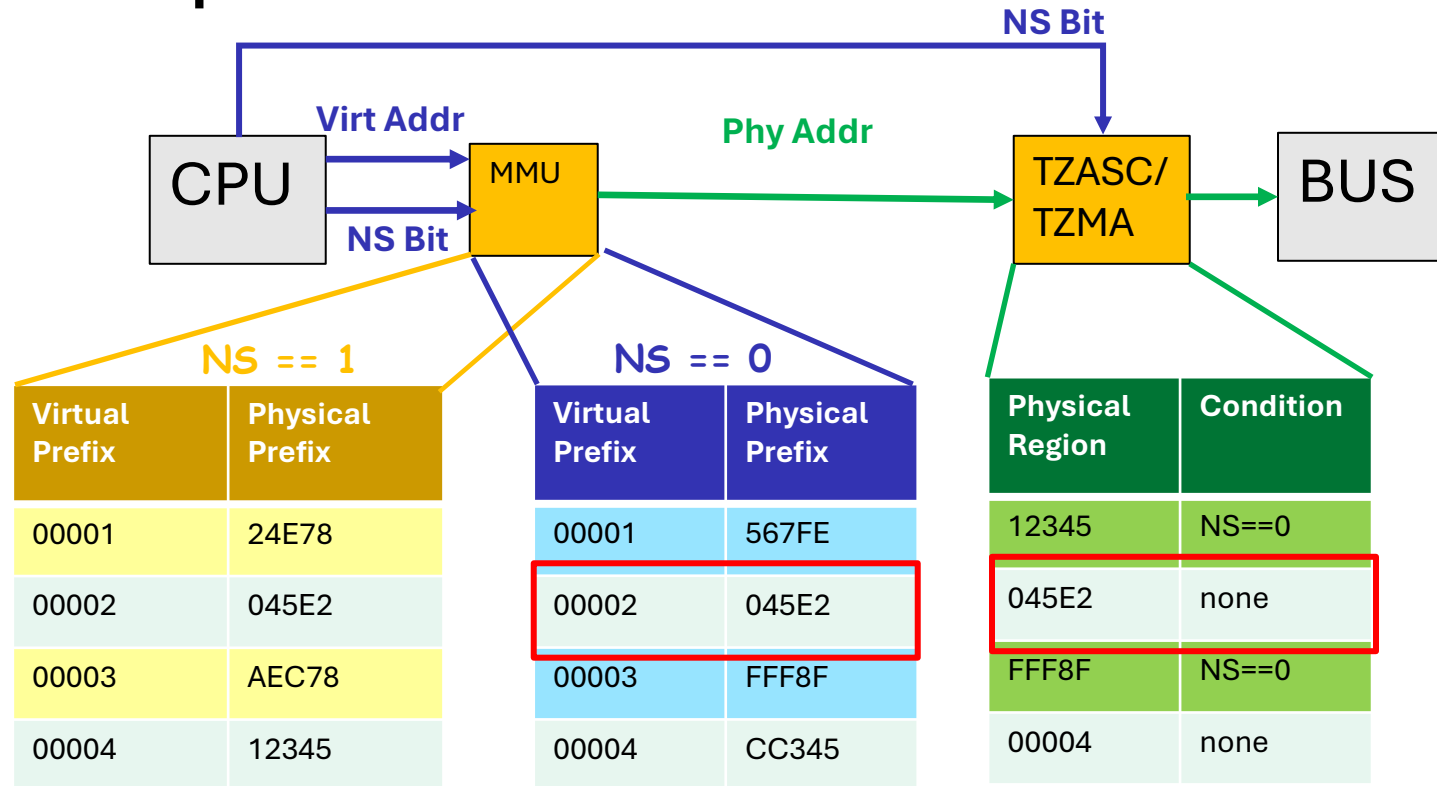 NS Bit
Virt Addr
Phy Addr
CPU
MMU
TZASC/
TZMA
BUS
NS Bit
NS == 1
NS == 0
Virtual Prefix
Physical Prefix
00001 24E78
00002 045E2
00003 AEC78
00004 12345
Virtual Prefix
Physical Prefix
00001 567FE
00002 045E2
00003 FFF8F
00004 CC345
Physical Region
Condition
12345 NS==0
045E2 none
FFF8F NS==0
00004 none